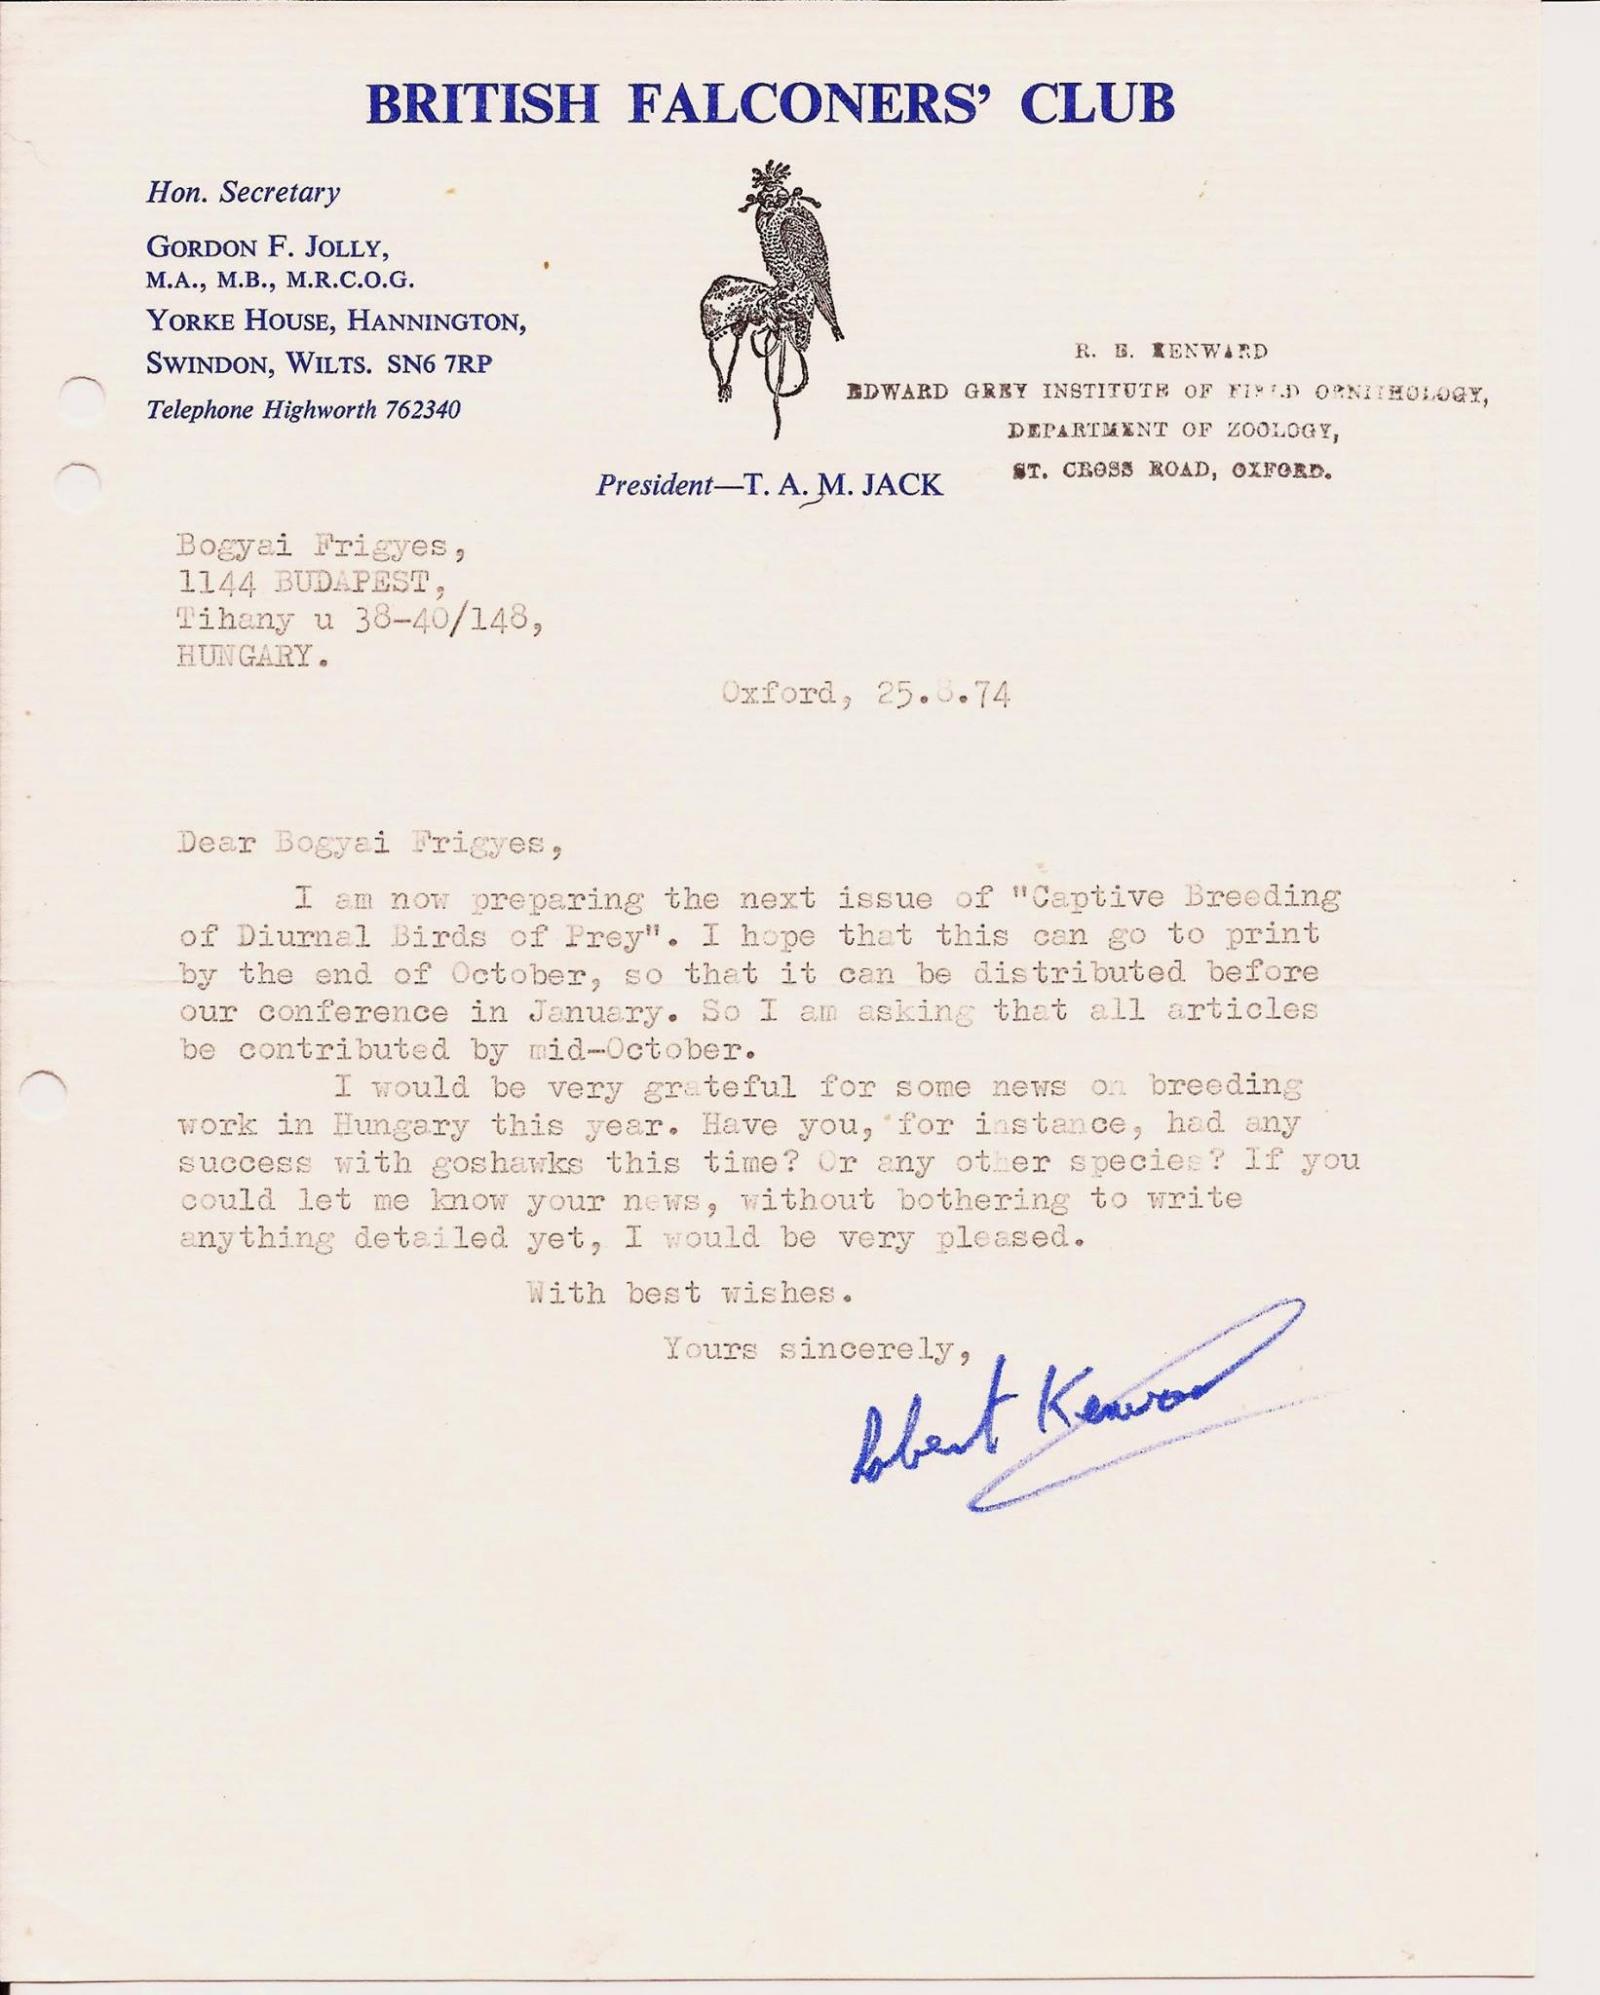 BRITISH FALCONERS' CLUB
Hon. Secretary
GORDON F. JOLLY,
M.A., M.B., M.R.C.O.G.
YORKE HOUSE, HANNINGTON,
SWINDON, WILTS. SN6 7RP
Telephone Highworth 762340
President—T. A. M. JACK
R. E. KENWARD
EDWARD GREY INSTITUTE OF FIELD ORNITHOLOGY,
DEPARTMENT OF ZOOLOGY,
ST. CROSS ROAD, OXFORD.
Bogyai Frigyes,
1144 BUDAPEST,
Tihany u 38-40/148,
HUNGARY.
Oxford, 25.8.74
Dear Bogyai Frigyes,
I am now preparing the next issue of "Captive Breeding
of Diurnal Birds of Prey". I hope that this can go to print
by the end of October, so that it can be distributed before
our conference in January. So I am asking that all articles
be contributed by mid-October.
I would be very grateful for some news on breeding
work in Hungary this year. Have you, for instance, had any
success with goshawks this time? Or any other species? If you
could let me know your news, without bothering to write
anything detailed yet, I would be very pleased.
With best wishes.
Yours sincerely,
Robert Kenward